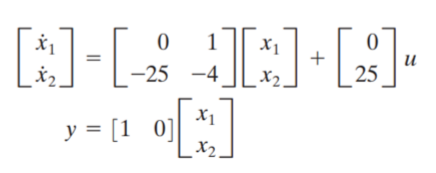 [ẋ₁ ẋ₂] = [0 1 −25 −4] [x₁ x₂] + [0 25] u
y = [1 0] [x₁ x₂]